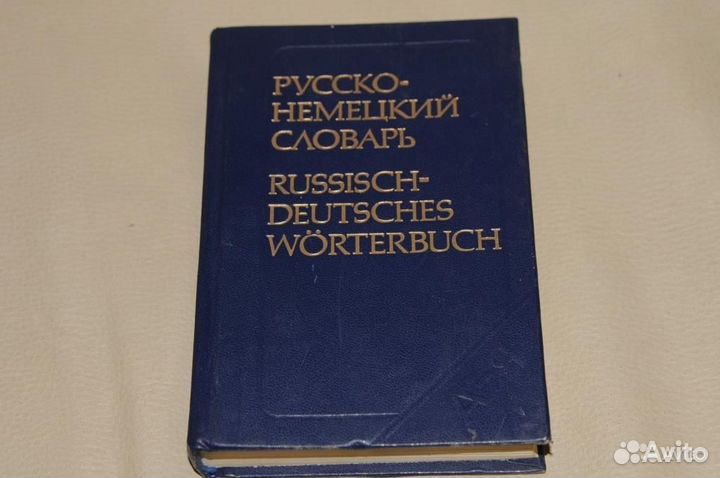 РУССКО-
НЕМЕЦКИЙ
СЛОВАРЬ
RUSSISCH-
DEUTSCHES
WÖRTERBUCH
Avito